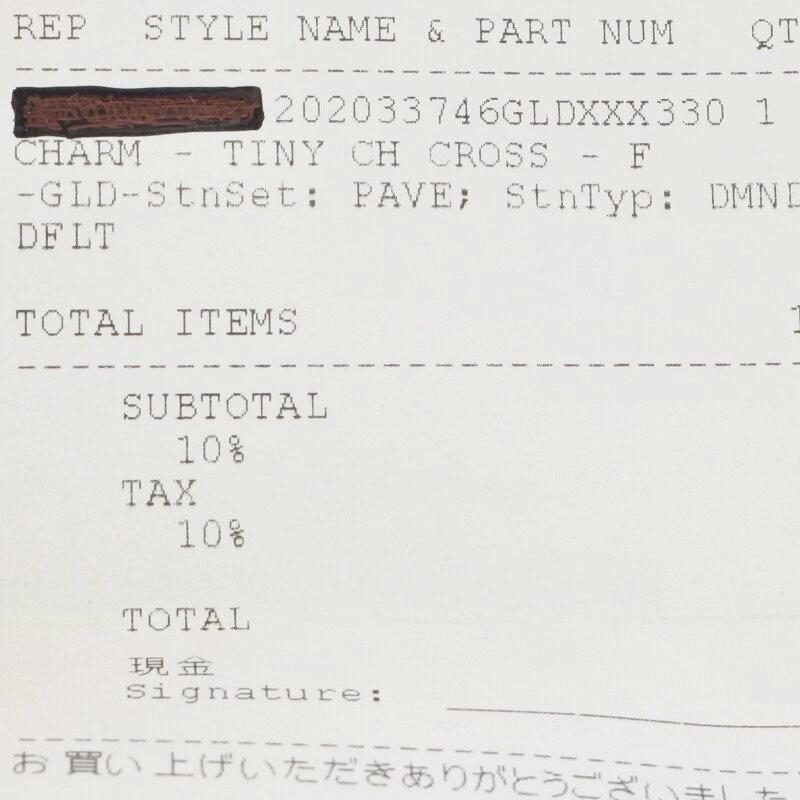 REP STYLE NAME & PART NUM QT
202033746GLDXXX330 1
CHARM - TINY CH CROSS - F
-GLD-StnSet: PAVE; StnTyp: DMND
DFLT
TOTAL ITEMS 1
SUBTOTAL
10%
TAX
10%
TOTAL
現金
Signature:
お買い上げいただきありがとうございました